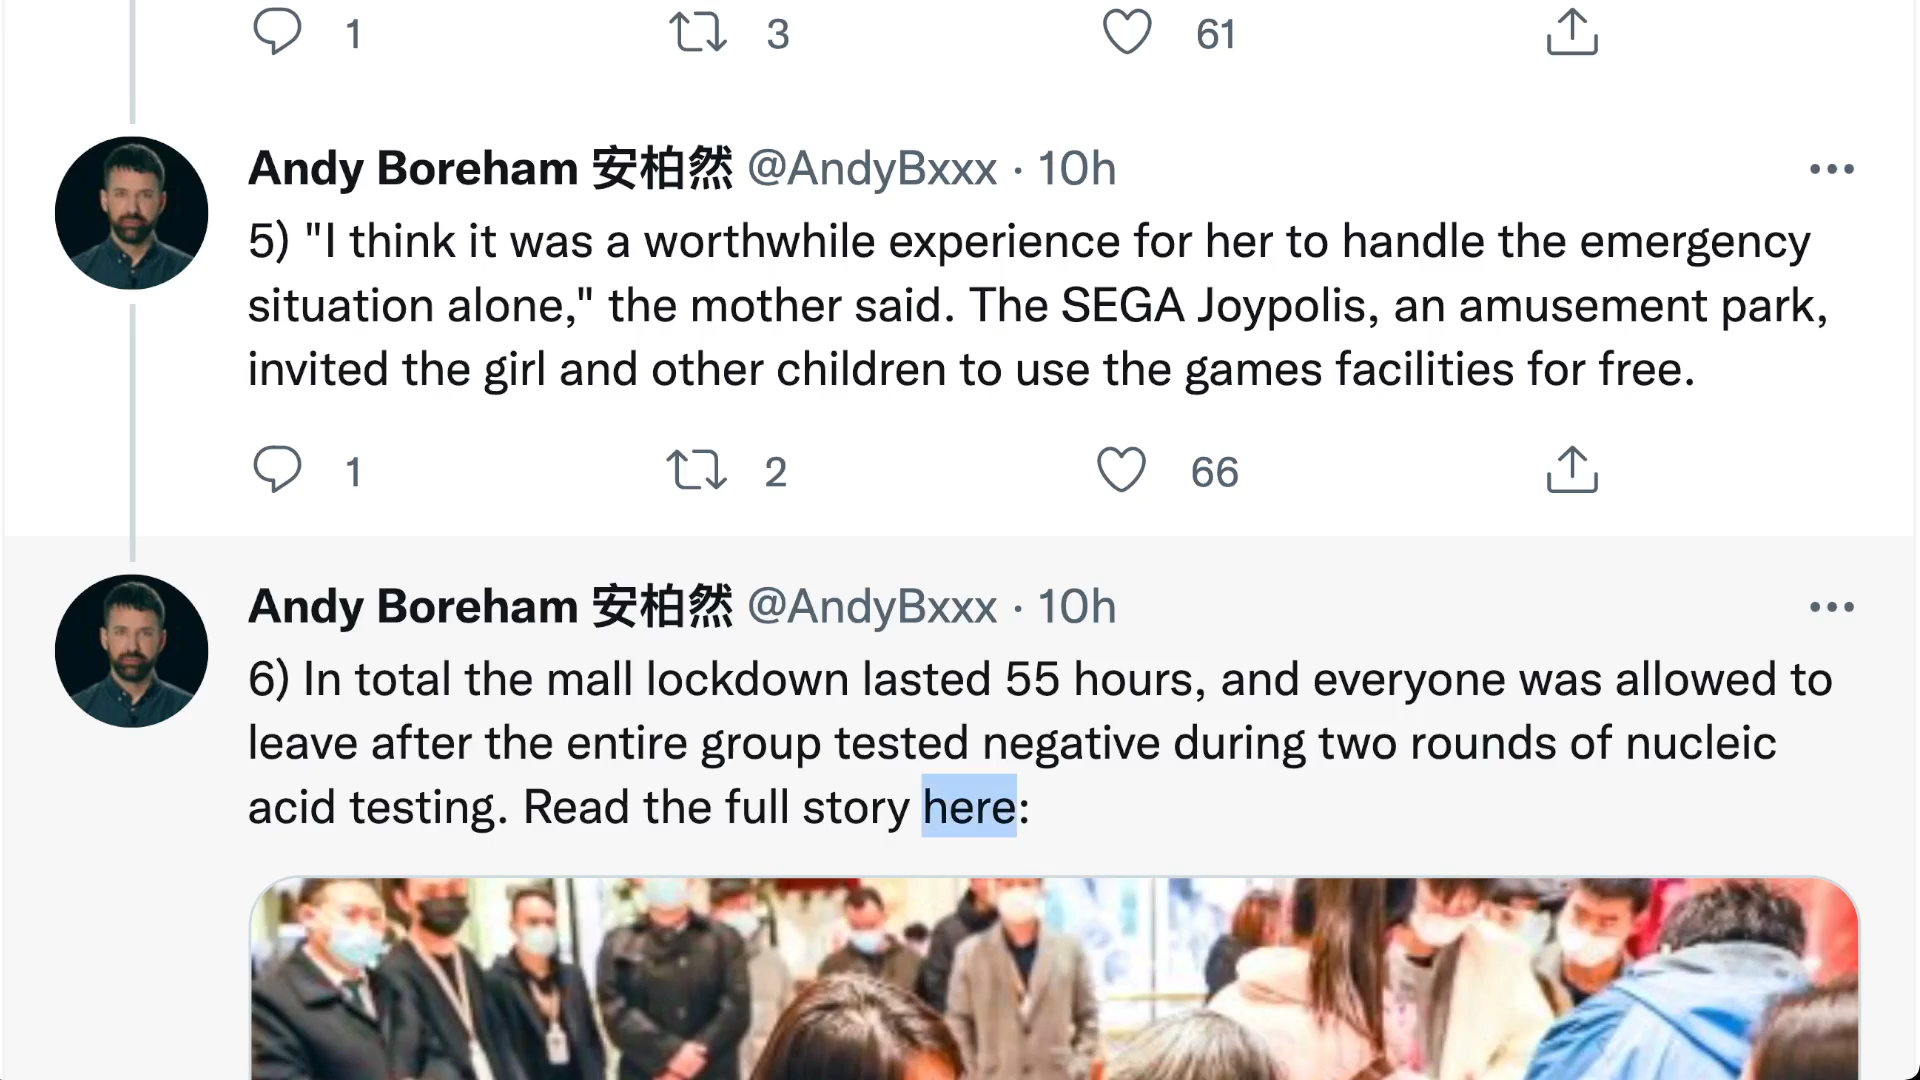 1 3 61
Andy Boreham 安柏然 @AndyBxxx · 10h
5) "I think it was a worthwhile experience for her to handle the emergency
situation alone," the mother said. The SEGA Joypolis, an amusement park,
invited the girl and other children to use the games facilities for free.
1 2 66
Andy Boreham 安柏然 @AndyBxxx · 10h
6) In total the mall lockdown lasted 55 hours, and everyone was allowed to
leave after the entire group tested negative during two rounds of nucleic
acid testing. Read the full story here: